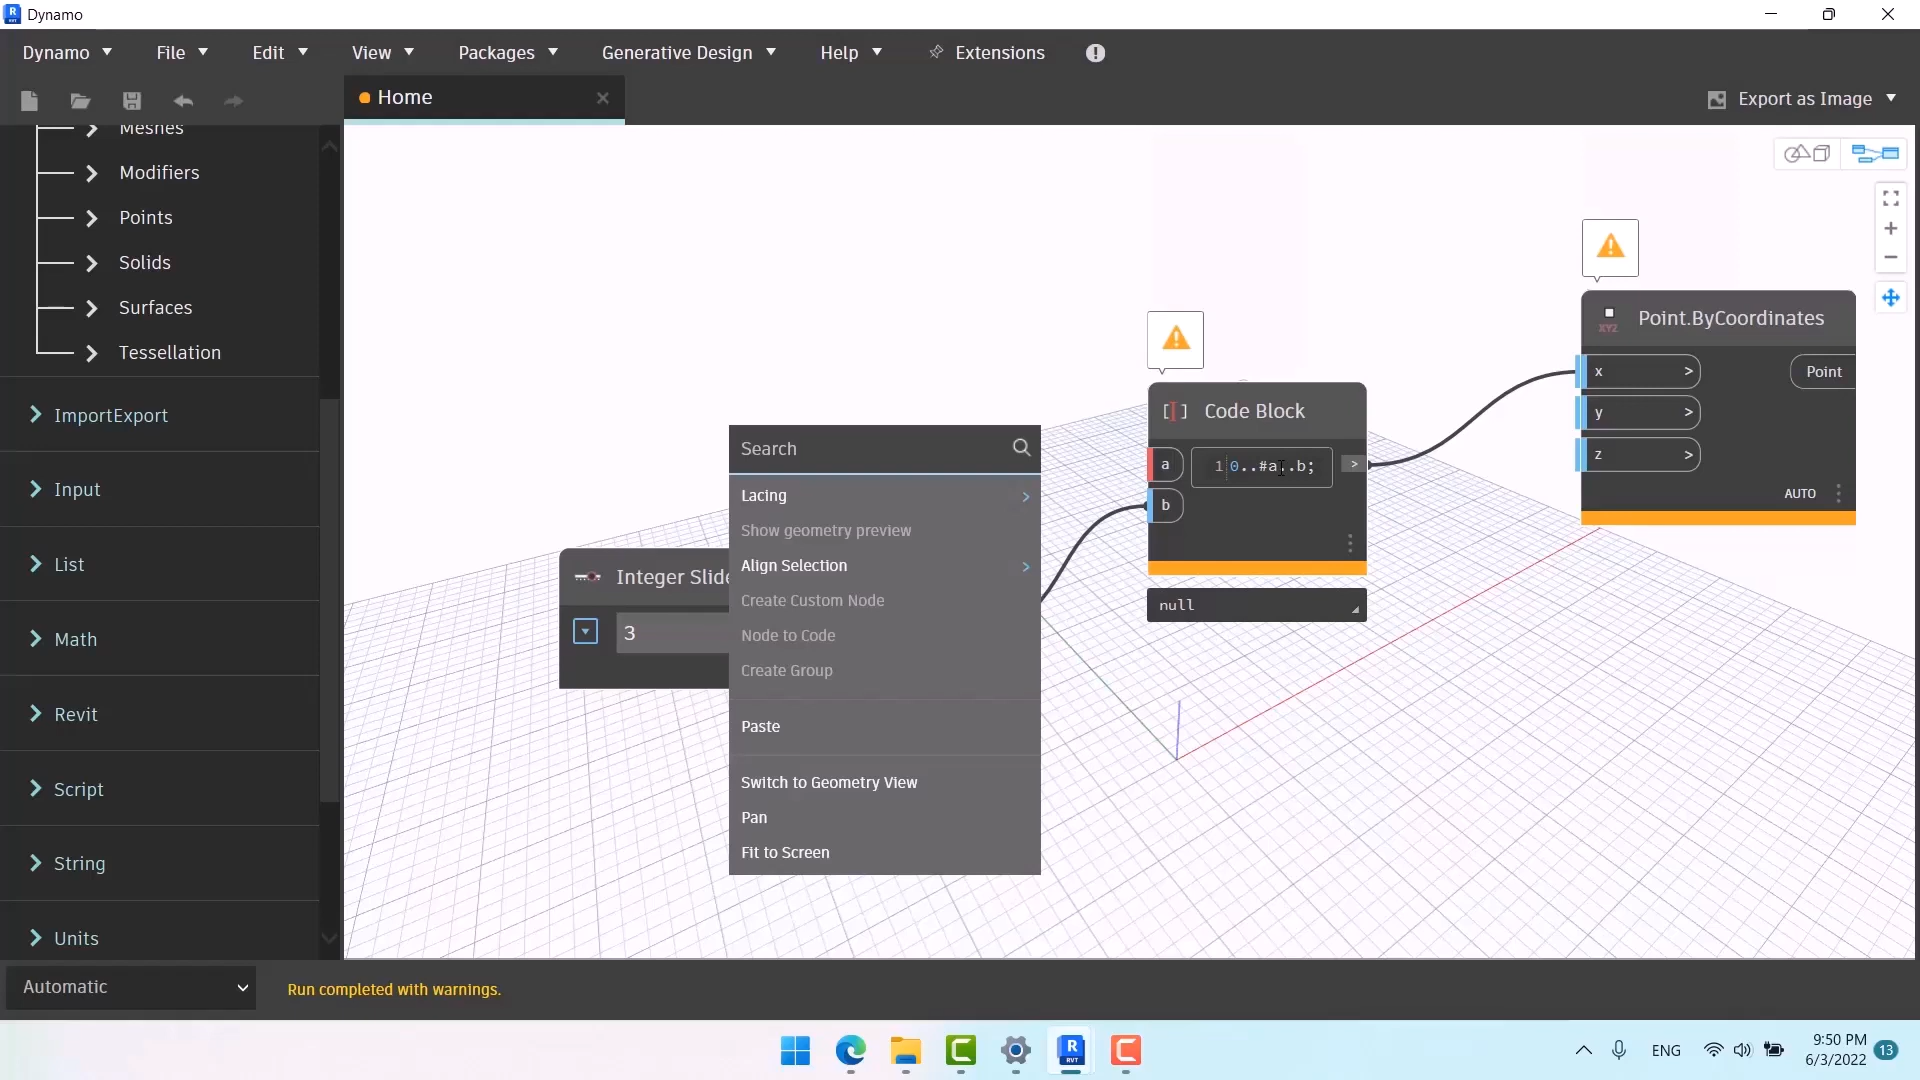 Dynamo
Dynamo File Edit View Packages Generative Design Help Extensions
Home
Export as Image
Meshes
Modifiers
Points
Solids
Surfaces
Tessellation
ImportExport
Input
List
Math
Revit
Script
String
Units
Search
Lacing
Show geometry preview
Align Selection
Create Custom Node
Node to Code
Create Group
Paste
Switch to Geometry View
Pan
Fit to Screen
Integer Slide
3
Code Block
a
1 0..#a..b;
>
b
null
XYZ
Point.ByCoordinates
x >
Point
y >
z >
AUTO
Automatic
Run completed with warnings.
ENG
9:50 PM
6/3/2022
13